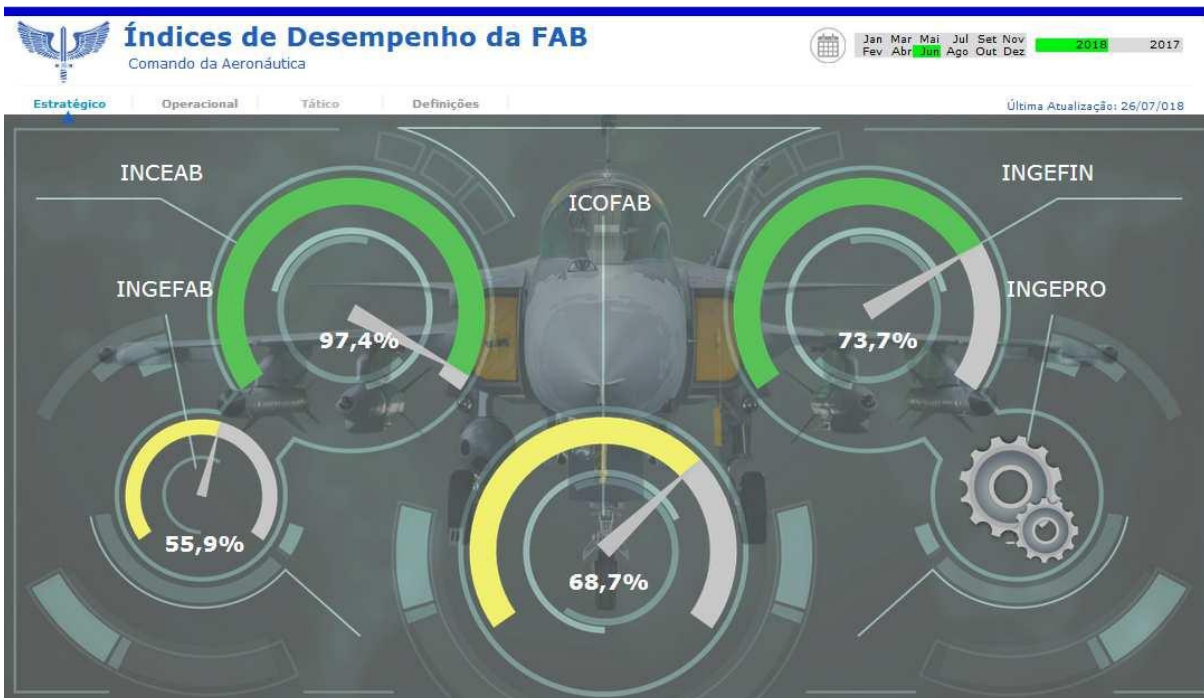 Índices de Desempenho da FAB
Comando da Aeronáutica
Jan Mar Mai Jul Set Nov
Fev Abr Jun Ago Out Dez
2018 2017
Estratégico Operacional Tático Definições
Última Atualização: 26/07/018
INCEAB
INGEFIN
ICOFAB
INGEFAB
INGEPRO
97,4%
73,7%
55,9%
68,7%